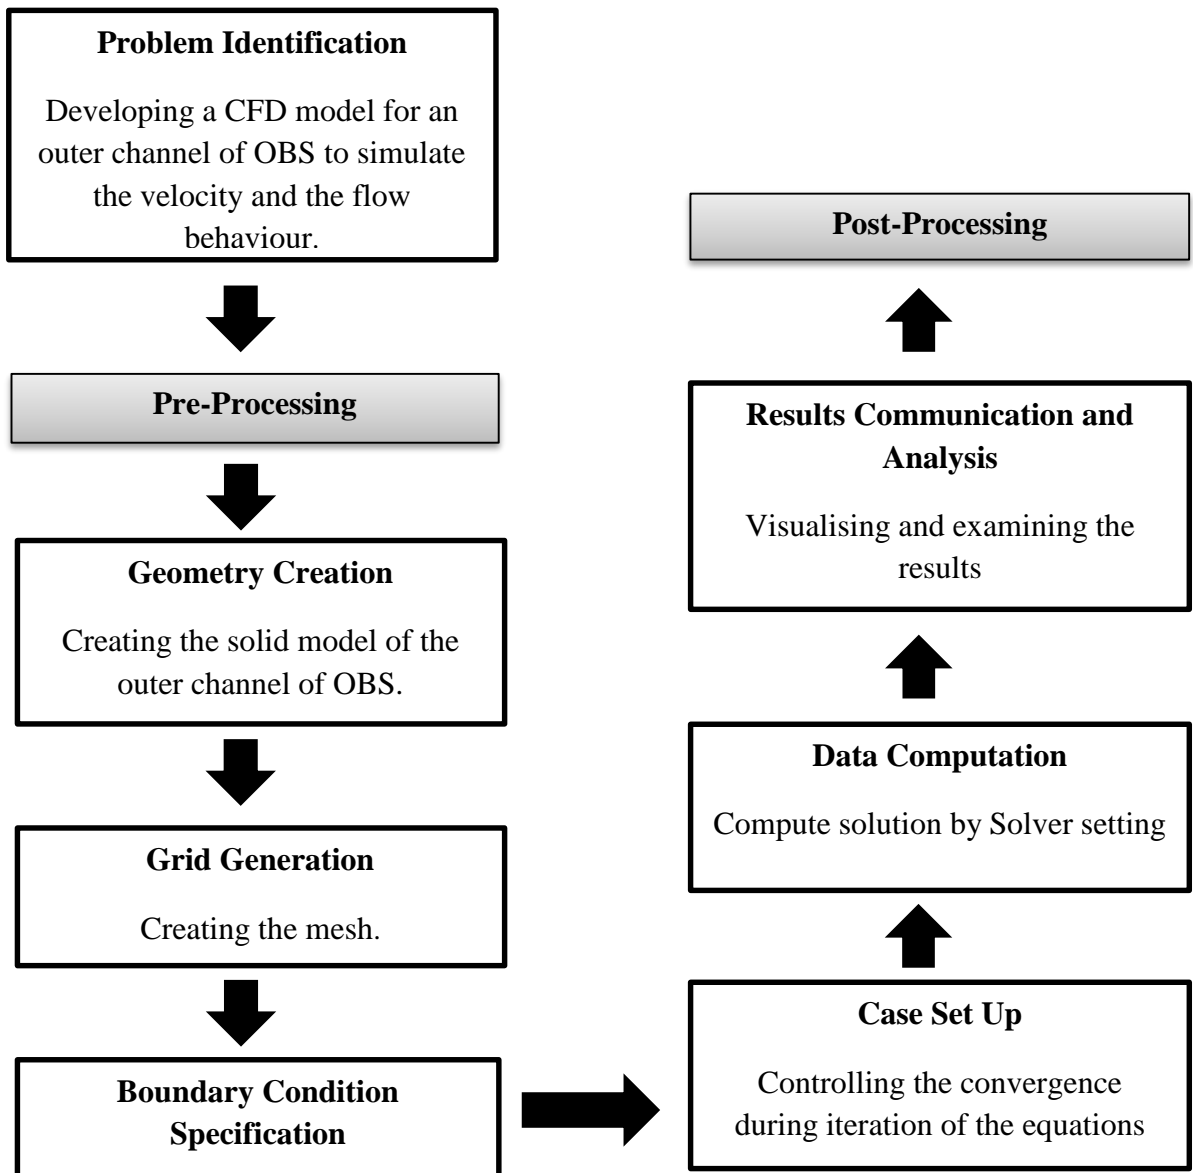 Problem Identification
Developing a CFD model for an
outer channel of OBS to simulate
the velocity and the flow
behaviour.
Pre-Processing
Geometry Creation
Creating the solid model of the
outer channel of OBS.
Grid Generation
Creating the mesh.
Boundary Condition
Specification
Case Set Up
Controlling the convergence
during iteration of the equations
Data Computation
Compute solution by Solver setting
Results Communication and
Analysis
Visualising and examining the
results
Post-Processing